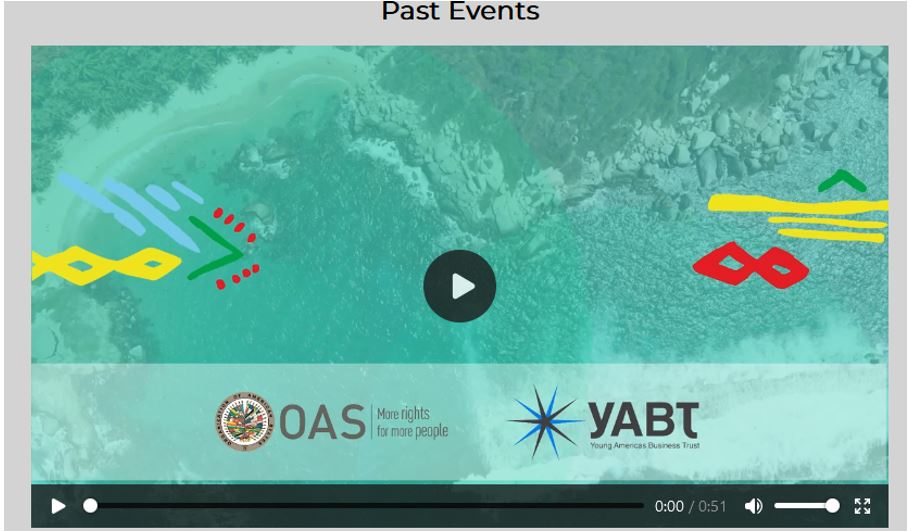 Past Events
OAS
More rights
for more people
YABT
Young Americas Business Trust
0:00 / 0:51